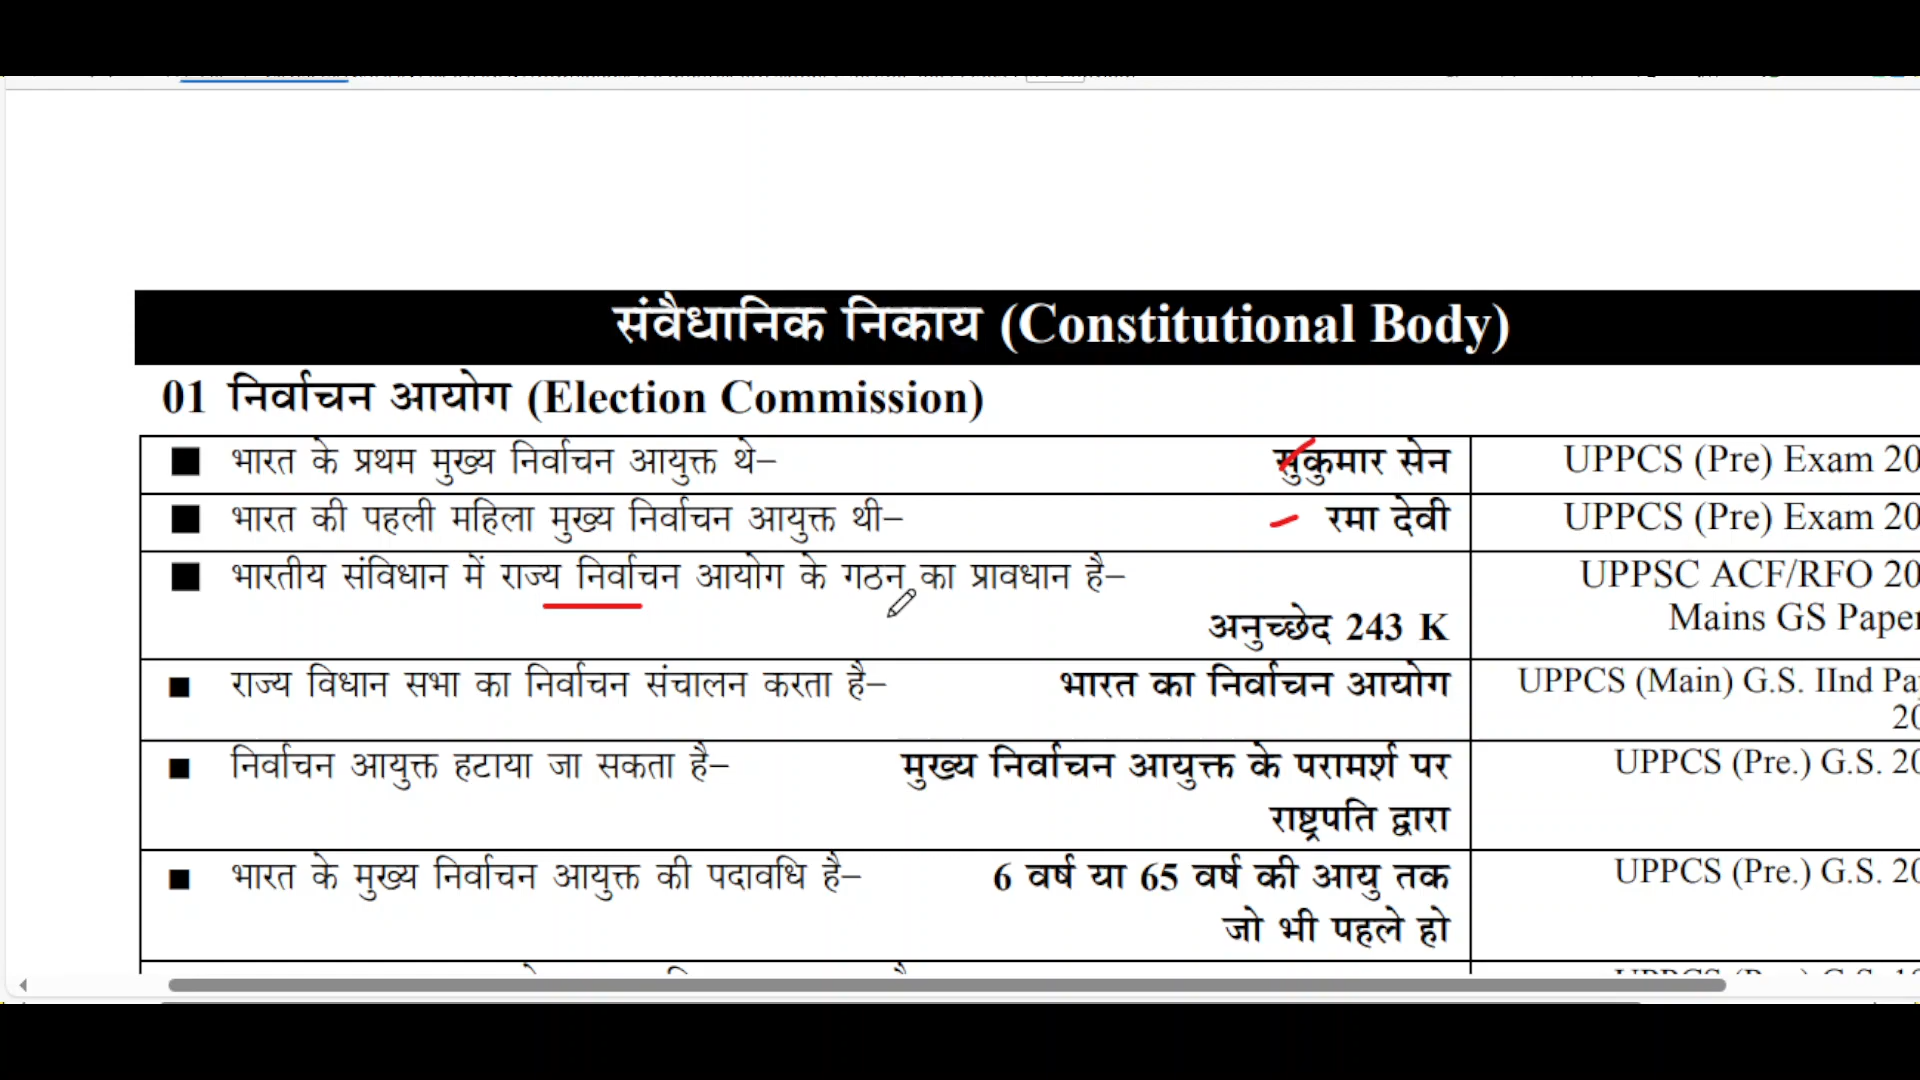 संवैधानिक निकाय (Constitutional Body)
01 निर्वाचन आयोग (Election Commission)
■ भारत के प्रथम मुख्य निर्वाचन आयुक्त थे– सुकुमार सेन UPPCS (Pre) Exam 20
■ भारत की पहली महिला मुख्य निर्वाचन आयुक्त थी– रमा देवी UPPCS (Pre) Exam 20
■ भारतीय संविधान में राज्य निर्वाचन आयोग के गठन का प्रावधान है– UPPSC ACF/RFO 20
अनुच्छेद 243 K Mains GS Paper
■ राज्य विधान सभा का निर्वाचन संचालन करता है– भारत का निर्वाचन आयोग UPPCS (Main) G.S. IInd Pa
20
■ निर्वाचन आयुक्त हटाया जा सकता है– मुख्य निर्वाचन आयुक्त के परामर्श पर UPPCS (Pre.) G.S. 20
राष्ट्रपति द्वारा
■ भारत के मुख्य निर्वाचन आयुक्त की पदावधि है– 6 वर्ष या 65 वर्ष की आयु तक UPPCS (Pre.) G.S. 20
जो भी पहले हो